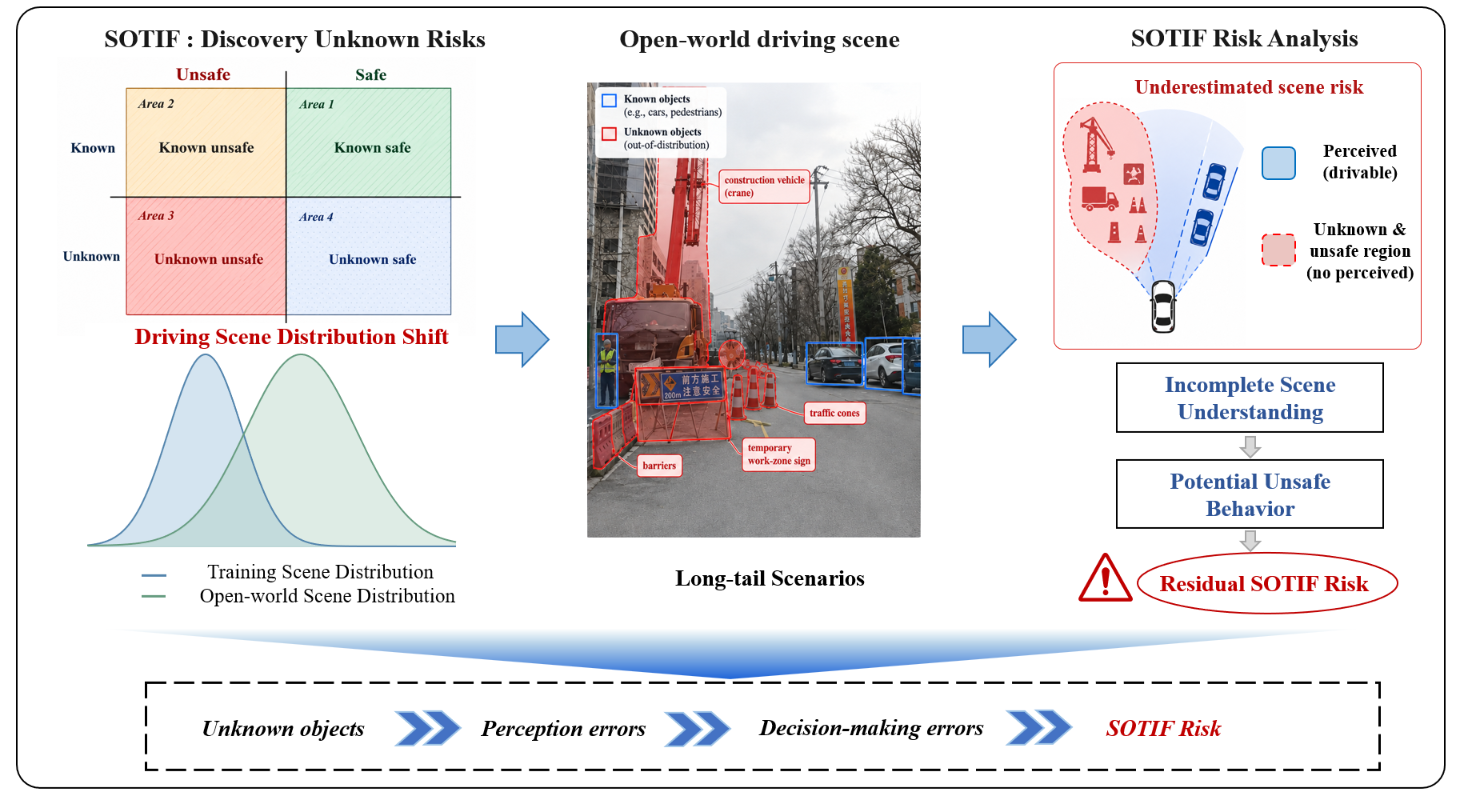 SOTIF : Discovery Unknown Risks
Unsafe
Safe
Area 2
Area 1
Known
Known unsafe
Known safe
Area 3
Area 4
Unknown
Unknown unsafe
Unknown safe
Driving Scene Distribution Shift
Training Scene Distribution
Open-world Scene Distribution
Open-world driving scene
Known objects
(e.g., cars, pedestrians)
Unknown objects
(out-of-distribution)
construction vehicle
(crane)
前方施工
200m 注意安全
traffic cones
temporary
work-zone sign
barriers
Long-tail Scenarios
SOTIF Risk Analysis
Underestimated scene risk
Perceived
(drivable)
Unknown &
unsafe region
(no perceived)
Incomplete Scene
Understanding
Potential Unsafe
Behavior
Residual SOTIF Risk
Unknown objects
Perception errors
Decision-making errors
SOTIF Risk